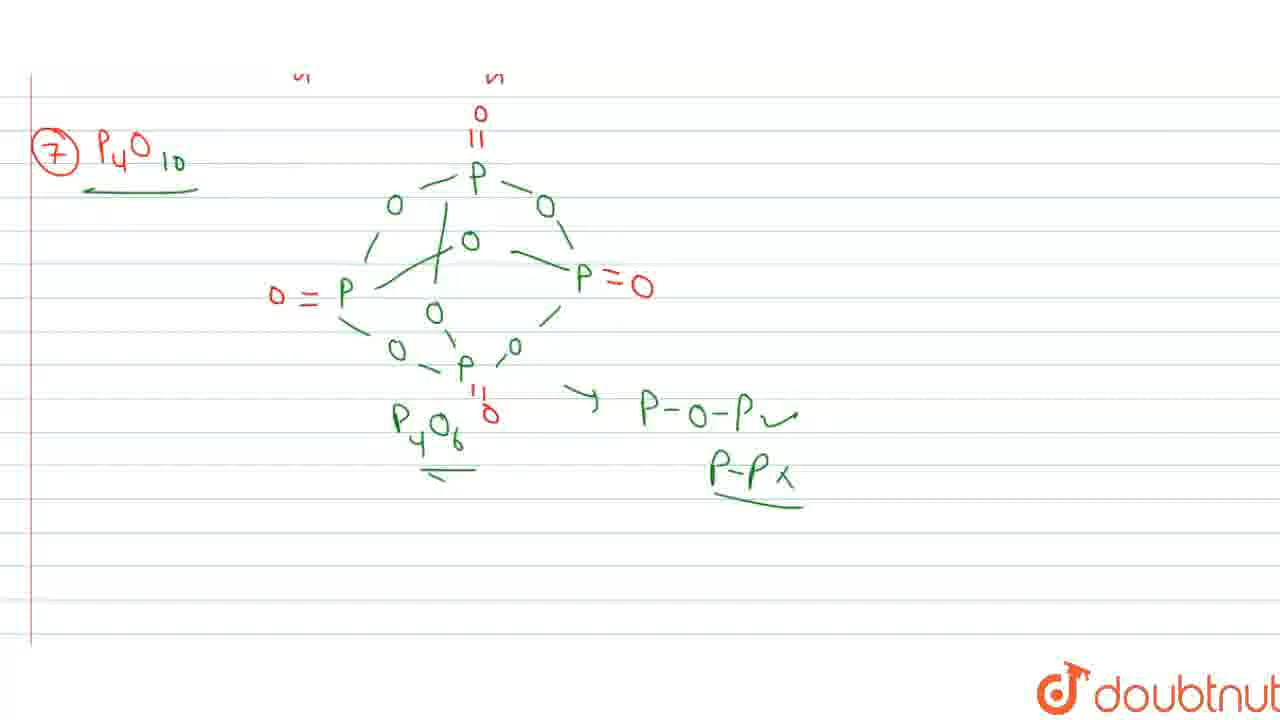 7 P4O10
O
||
P
O O
O
O = P P = O
O
O O
P
||
O
P4O6
→ P-O-P ✓
P-P ×
doubtnut